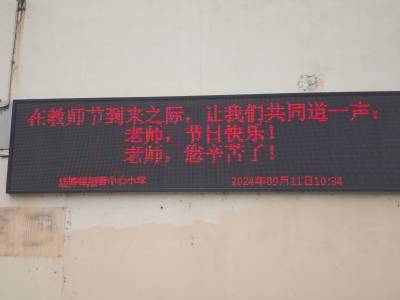 在教师节到来之际，让我们共同道一声：
老师，节日快乐！
老师，您辛苦了！
中心小学
2024年09月11日10:34